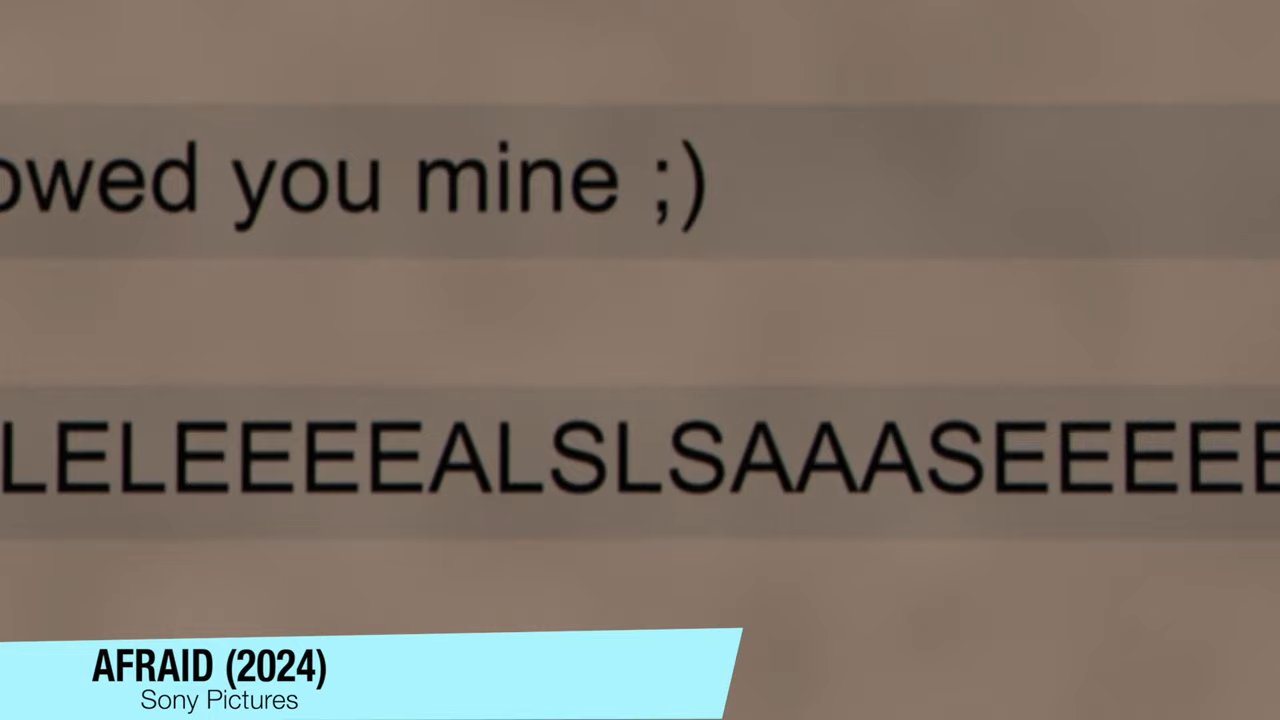 owed you mine ;)
LELEEEEALSLSAAASEEEEE
AFRAID (2024)
Sony Pictures